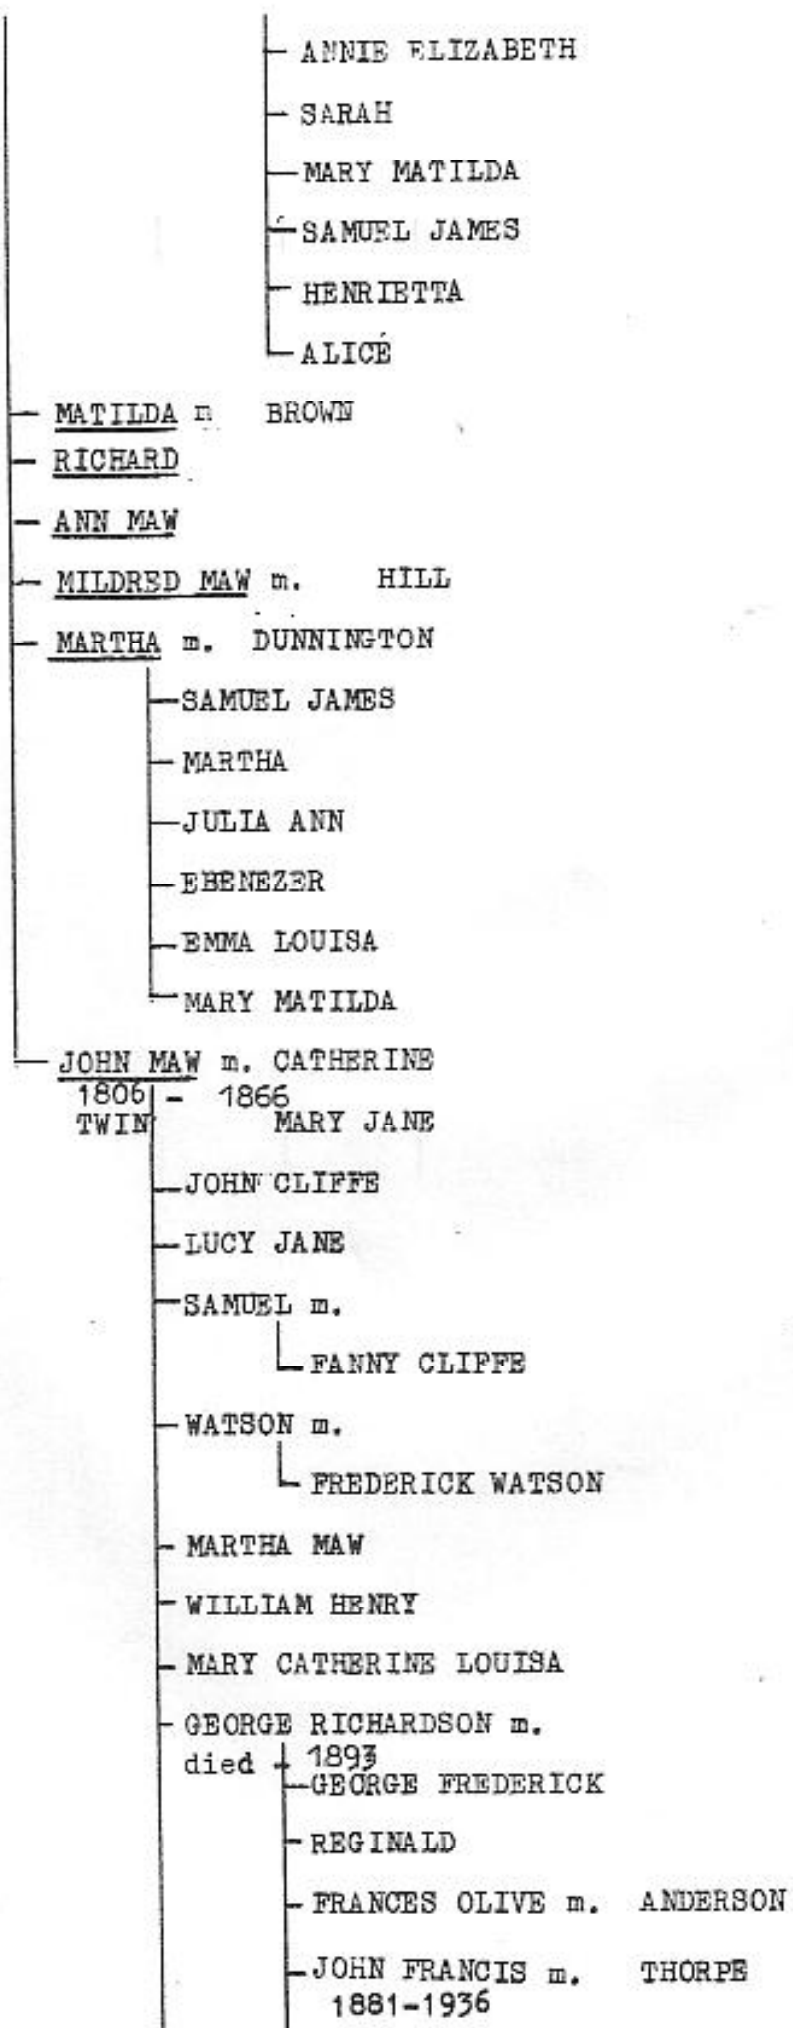 ANNIE ELIZABETH
SARAH
MARY MATILDA
SAMUEL JAMES
HENRIETTA
ALICE
MATILDA m BROWN
RICHARD
ANN MAW
MILDRED MAW m. HILL
MARTHA m. DUNNINGTON
SAMUEL JAMES
MARTHA
JULIA ANN
EBENEZER
EMMA LOUISA
MARY MATILDA
JOHN MAW m. CATHERINE
1806 - 1866
TWIN MARY JANE
JOHN CLIFFE
LUCY JANE
SAMUEL m.
FANNY CLIFFE
WATSON m.
FREDERICK WATSON
MARTHA MAW
WILLIAM HENRY
MARY CATHERINE LOUISA
GEORGE RICHARDSON m.
died - 1893
GEORGE FREDERICK
REGINALD
FRANCES OLIVE m. ANDERSON
JOHN FRANCIS m. THORPE
1881-1936